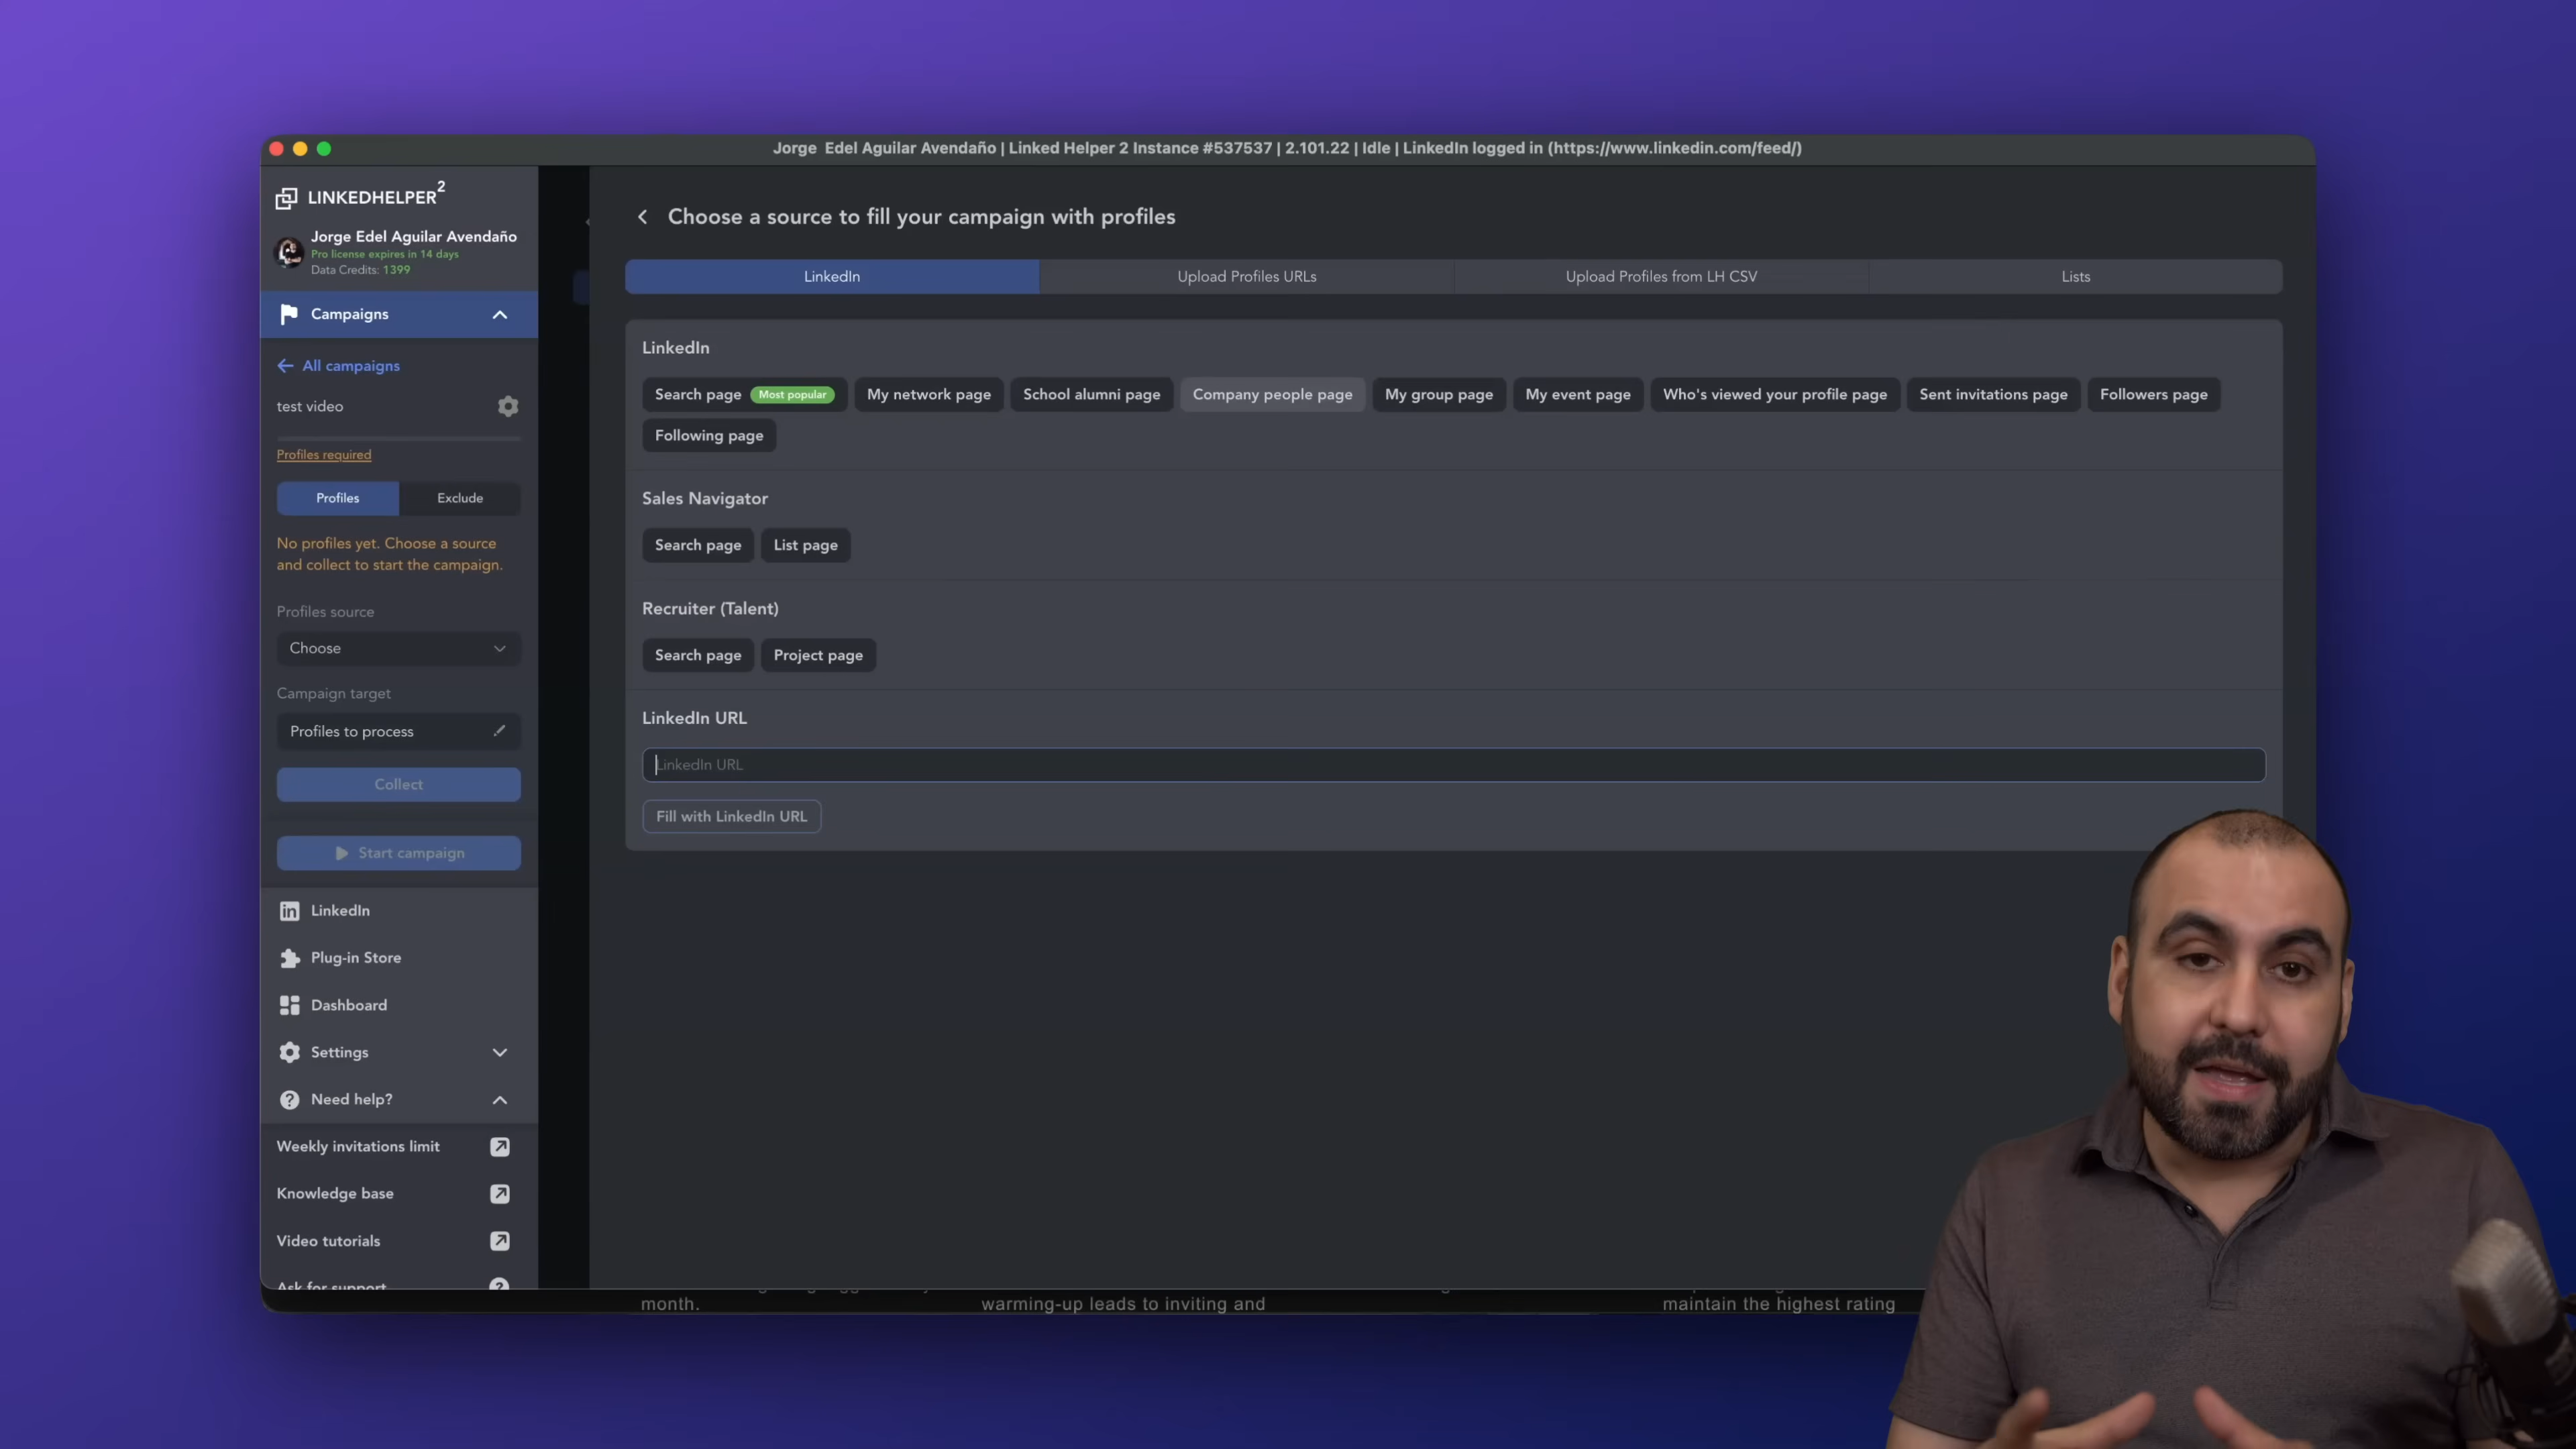 Jorge Edel Aguilar Avendaño | Linked Helper 2 Instance #537537 | 2.101.22 | Idle | LinkedIn logged in (https://www.linkedin.com/feed/)
LINKEDHELPER 2
Jorge Edel Aguilar Avendaño
Pro license expires in 14 days
Data Credits: 1399
Campaigns
All campaigns
test video
Profiles required
Profiles Exclude
No profiles yet. Choose a source
and collect to start the campaign.
Profiles source
Choose
Campaign target
Profiles to process
Collect
Start campaign
LinkedIn
Plug-in Store
Dashboard
Settings
Need help?
Weekly invitations limit
Knowledge base
Video tutorials
Ask for support
Choose a source to fill your campaign with profiles
LinkedIn Upload Profiles URLs Upload Profiles from LH CSV Lists
LinkedIn
Search page Most popular My network page School alumni page Company people page My group page My event page Who's viewed your profile page Sent invitations page Followers page
Following page
Sales Navigator
Search page List page
Recruiter (Talent)
Search page Project page
LinkedIn URL
LinkedIn URL
Fill with LinkedIn URL
month. warming-up leads to inviting and maintain the highest rating